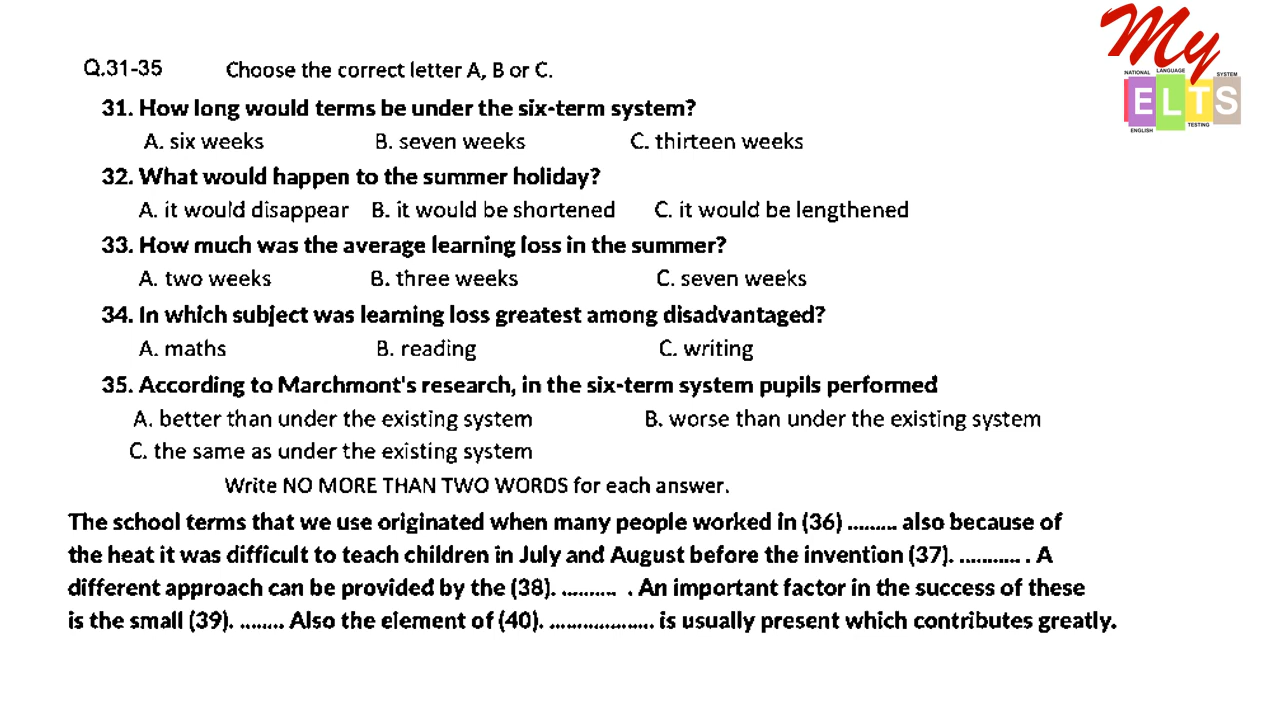 My
NATIONAL LANGUAGE SYSTEM
ELTS
ENGLISH TESTING
Q.31-35 Choose the correct letter A, B or C.
31. How long would terms be under the six-term system?
A. six weeks B. seven weeks C. thirteen weeks
32. What would happen to the summer holiday?
A. it would disappear B. it would be shortened C. it would be lengthened
33. How much was the average learning loss in the summer?
A. two weeks B. three weeks C. seven weeks
34. In which subject was learning loss greatest among disadvantaged?
A. maths B. reading C. writing
35. According to Marchmont's research, in the six-term system pupils performed
A. better than under the existing system B. worse than under the existing system
C. the same as under the existing system
Write NO MORE THAN TWO WORDS for each answer.
The school terms that we use originated when many people worked in (36) ......... also because of
the heat it was difficult to teach children in July and August before the invention (37). ............ . A
different approach can be provided by the (38). .......... . An important factor in the success of these
is the small (39). ........ Also the element of (40). ................... is usually present which contributes greatly.